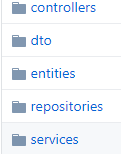 controllers
dto
entities
repositories
services